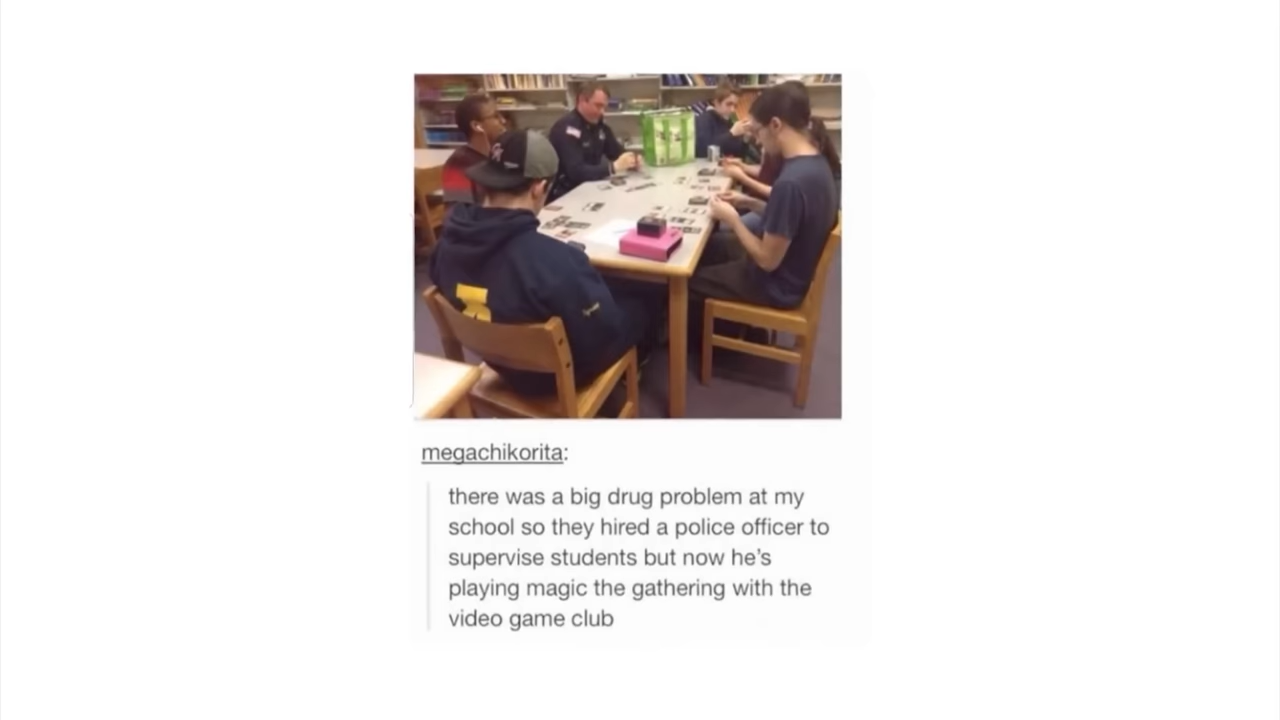 megachikorita:
there was a big drug problem at my
school so they hired a police officer to
supervise students but now he's
playing magic the gathering with the
video game club